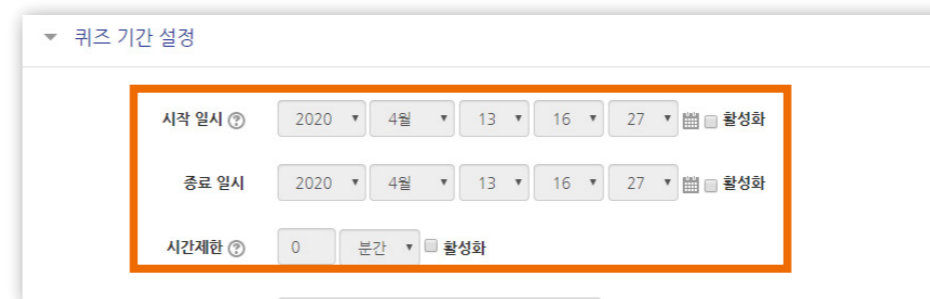 퀴즈 기간 설정
시작 일시 2020 4월 13 16 27 활성화
종료 일시 2020 4월 13 16 27 활성화
시간제한 0 분간 활성화